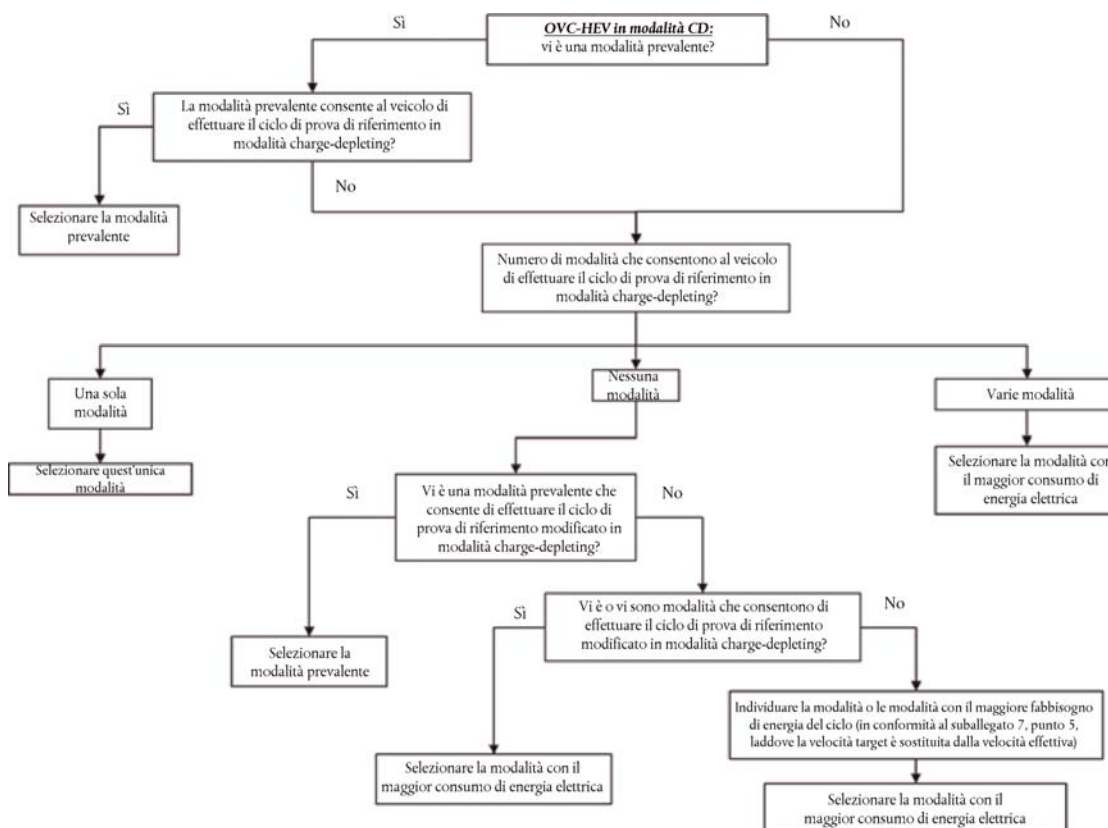 OVC-HEV in modalità CD:
vi è una modalità prevalente?
Sì
No
La modalità prevalente consente al veicolo di
effettuare il ciclo di prova di riferimento in
modalità charge-depleting?
Sì
No
Selezionare la modalità
prevalente
Numero di modalità che consentono al veicolo
di effettuare il ciclo di prova di riferimento in
modalità charge-depleting?
Una sola
modalità
Nessuna
modalità
Varie modalità
Selezionare quest'unica
modalità
Selezionare la modalità con
il maggior consumo di
energia elettrica
Vi è una modalità prevalente che
consente di effettuare il ciclo di
prova di riferimento modificato in
modalità charge-depleting?
Sì
No
Selezionare la
modalità prevalente
Vi è o vi sono modalità che consentono di
effettuare il ciclo di prova di riferimento
modificato in modalità charge-depleting?
Sì
No
Selezionare la modalità con il
maggior consumo di energia elettrica
Individuare la modalità o le modalità con il maggiore fabbisogno
di energia del ciclo (in conformità al suballegato 7, punto 5,
laddove la velocità target è sostituita dalla velocità effettiva)
Selezionare la modalità con il
maggior consumo di energia elettrica